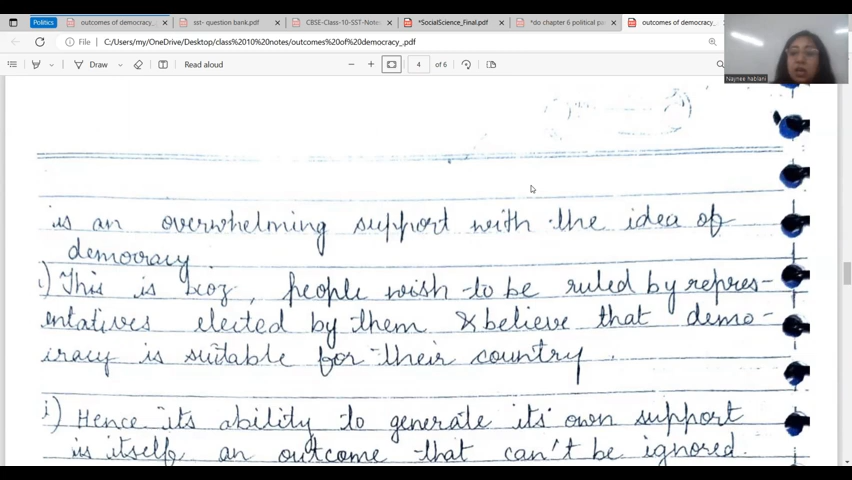 Politics
outcomes of democracy_
sst- question bank.pdf
CBSE-Class-10-SST-Notes
*SocialScience_Final.pdf
*do chapter 6 political pa
outcomes of democracy_
File
C:/Users/my/OneDrive/Desktop/class%2010%20notes/outcomes%20of%20democracy_.pdf
Draw
Read aloud
4 of 6
Naynee Nablani
is an overwhelming support with the idea of
democracy
i) This is bcoz, people wish to be ruled by repres-
entatives elected by them & believe that demo-
cracy is suitable for their country.
i) Hence its ability to generate its own support
is itself an outcome that can't be ignored.